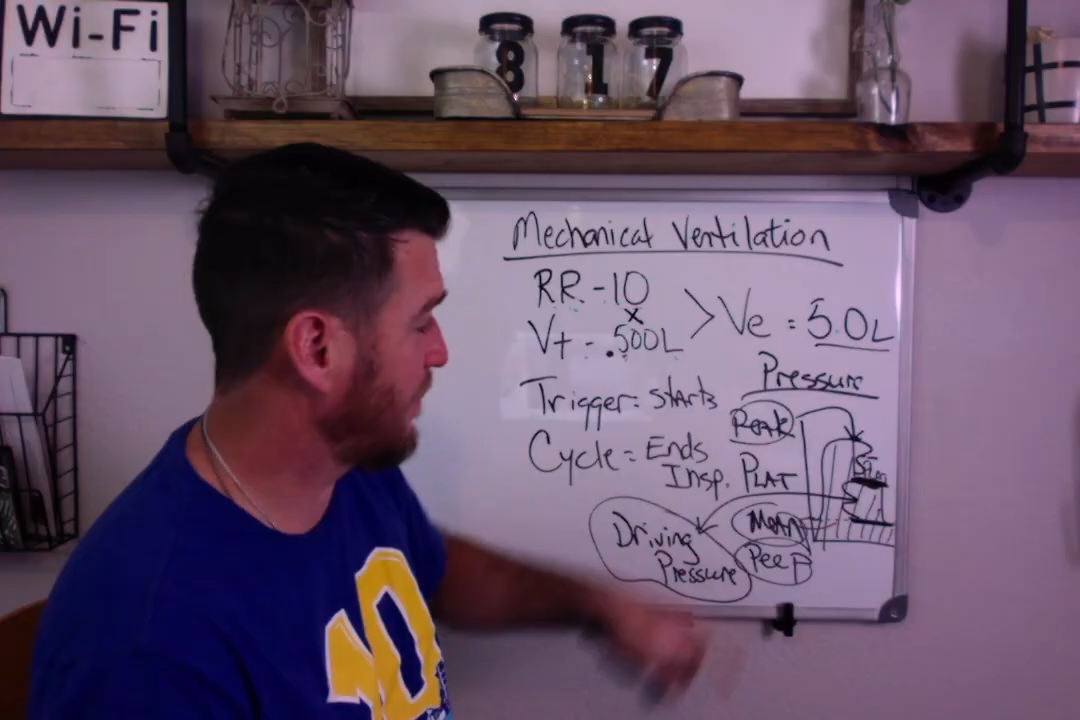 Wi-Fi
8 1 7
Mechanical Ventilation
RR - 10
x
Vt - .500L
> Ve = 5.0L
Pressure
Trigger = starts
Peak
Cycle = Ends
Insp.
PLAT
Driving
Pressure
Mean
Peep
10